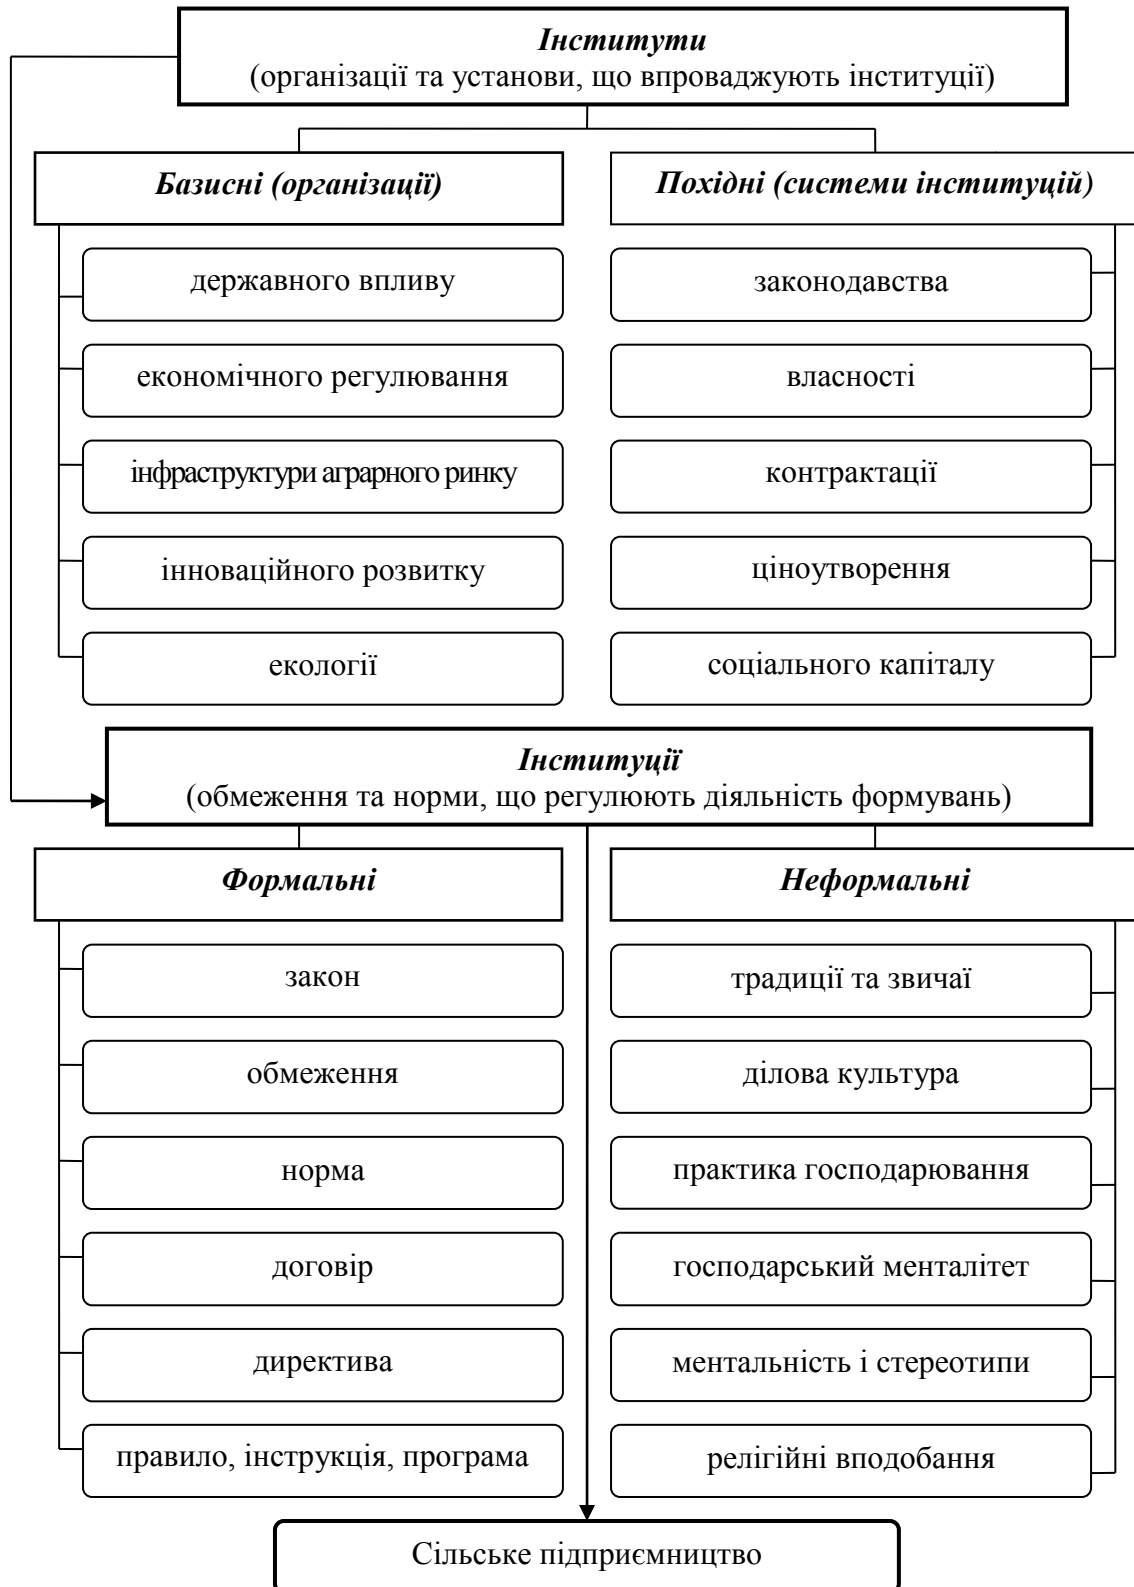 Інститути
(організації та установи, що впроваджують інституції)
Базисні (організації)
державного впливу
економічного регулювання
інфраструктури аграрного ринку
інноваційного розвитку
екології
Похідні (системи інституцій)
законодавства
власності
контрактації
ціноутворення
соціального капіталу
Інституції
(обмеження та норми, що регулюють діяльність формувань)
Формальні
закон
обмеження
норма
договір
директива
правило, інструкція, програма
Неформальні
традиції та звичаї
ділова культура
практика господарювання
господарський менталітет
ментальність і стереотипи
релігійні вподобання
Сільське підприємництво